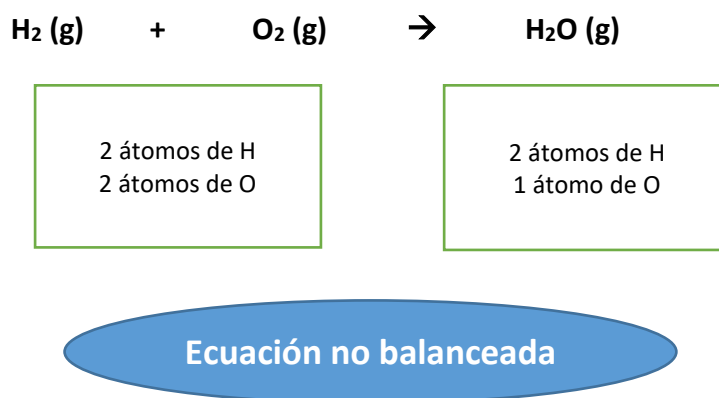 H₂ (g) + O₂ (g) → H₂O (g)
2 átomos de H
2 átomos de O
2 átomos de H
1 átomo de O
Ecuación no balanceada